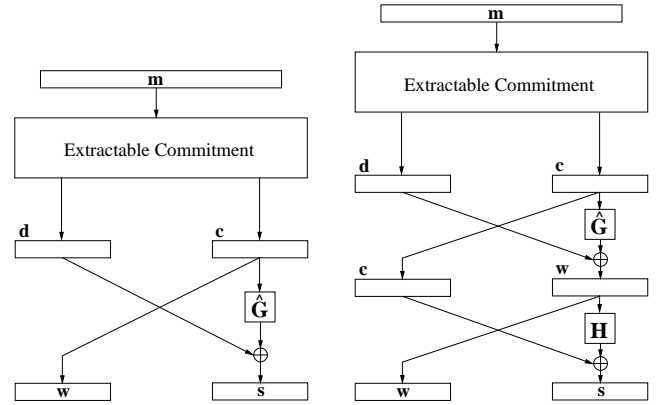 m
Extractable Commitment
d c
Ĝ
w s
m
Extractable Commitment
d c
Ĝ
c w
H
w s